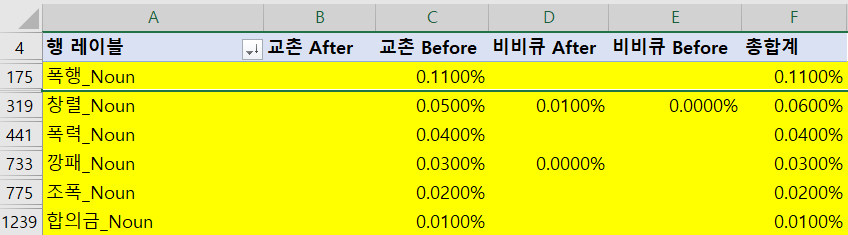 A B C D E F
4 행 레이블 교촌 After 교촌 Before 비비큐 After 비비큐 Before 총합계
175 폭행_Noun 0.1100% 0.1100%
319 창렬_Noun 0.0500% 0.0100% 0.0000% 0.0600%
441 폭력_Noun 0.0400% 0.0400%
733 깡패_Noun 0.0300% 0.0000% 0.0300%
775 조폭_Noun 0.0200% 0.0200%
1239 합의금_Noun 0.0100% 0.0100%